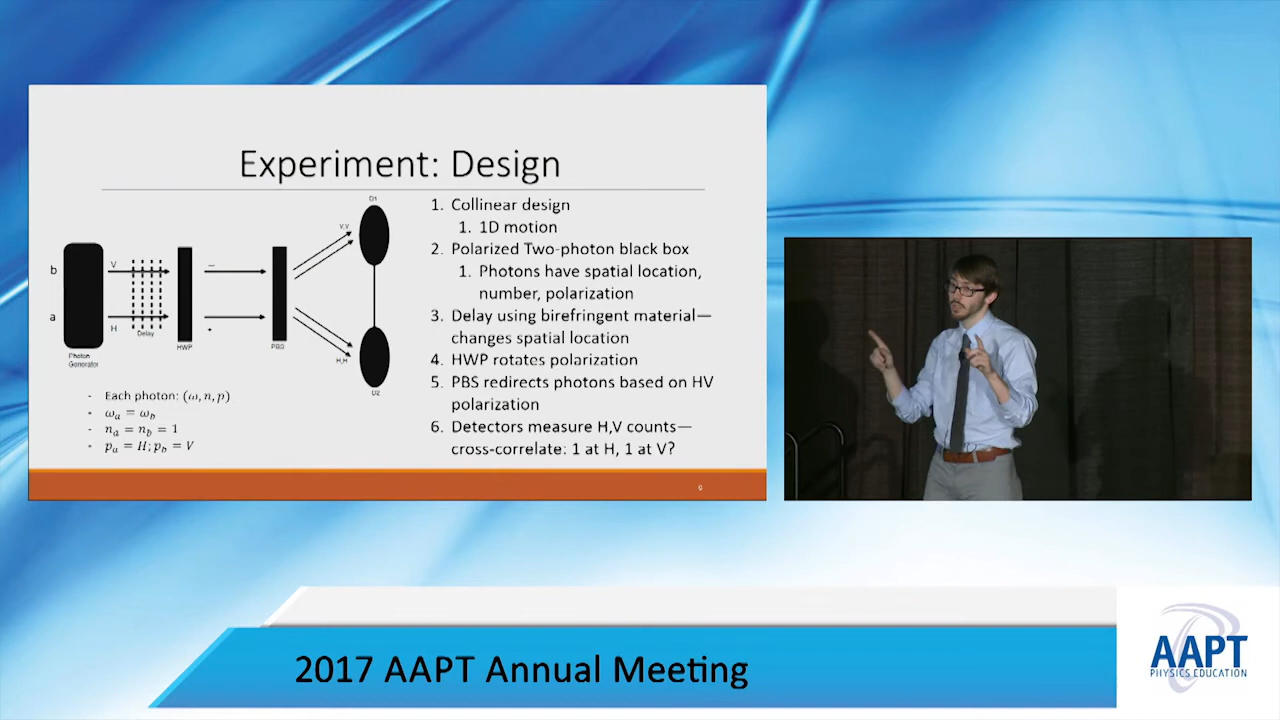 Experiment: Design
D1
V,V
b
V
—
a
H
Delay
+
HWP
PBS
H,H
Photon
Generator
D2
- Each photon: (ω, n, p)
- ωₐ = ω_b
- nₐ = n_b = 1
- pₐ = H; p_b = V
1. Collinear design
1. 1D motion
2. Polarized Two-photon black box
1. Photons have spatial location,
number, polarization
3. Delay using birefringent material—
changes spatial location
4. HWP rotates polarization
5. PBS redirects photons based on HV
polarization
6. Detectors measure H,V counts—
cross-correlate: 1 at H, 1 at V?
2017 AAPT Annual Meeting
AAPT
PHYSICS EDUCATION